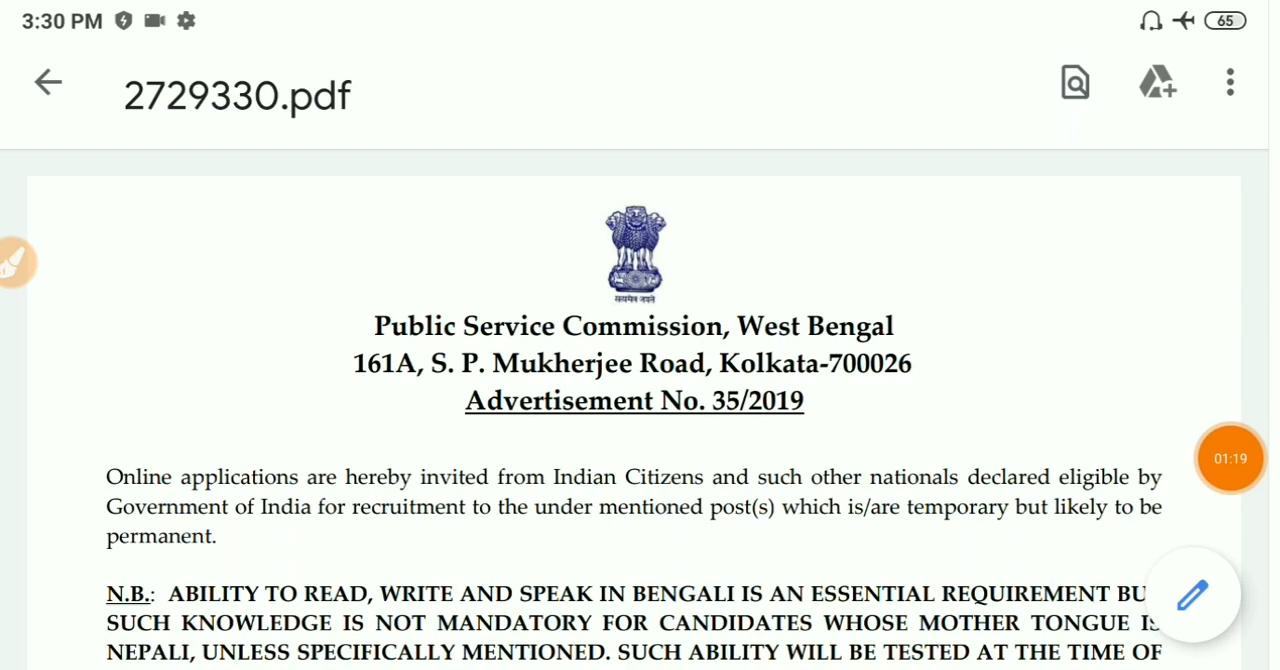 3:30 PM
65
2729330.pdf
सत्यमेव जयते
Public Service Commission, West Bengal
161A, S. P. Mukherjee Road, Kolkata-700026
Advertisement No. 35/2019
01:19
Online applications are hereby invited from Indian Citizens and such other nationals declared eligible by
Government of India for recruitment to the under mentioned post(s) which is/are temporary but likely to be
permanent.
N.B.: ABILITY TO READ, WRITE AND SPEAK IN BENGALI IS AN ESSENTIAL REQUIREMENT BU
SUCH KNOWLEDGE IS NOT MANDATORY FOR CANDIDATES WHOSE MOTHER TONGUE IS
NEPALI, UNLESS SPECIFICALLY MENTIONED. SUCH ABILITY WILL BE TESTED AT THE TIME OF